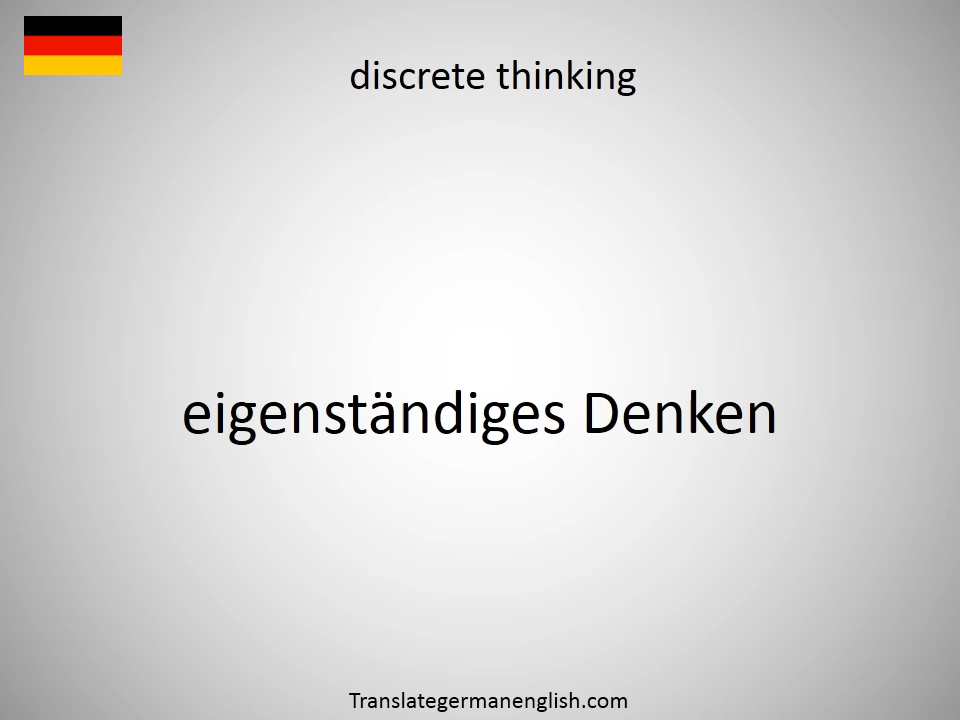 discrete thinking
eigenständiges Denken
Translategermanenglish.com